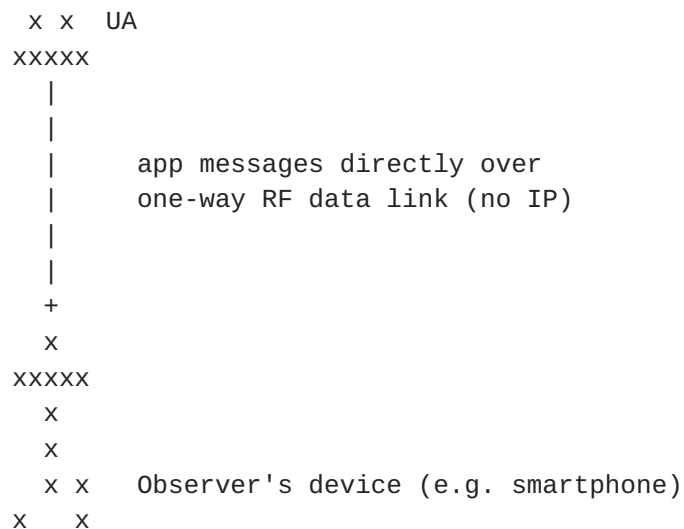 x x  UA
xxxxx
|
|
|     app messages directly over
|     one-way RF data link (no IP)
|
|
+
x
xxxxx
x
x
x x   Observer's device (e.g. smartphone)
x   x